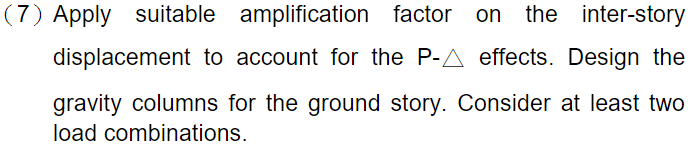 （7）Apply suitable amplification factor on the inter-story
displacement to account for the P-△ effects. Design the
gravity columns for the ground story. Consider at least two
load combinations.